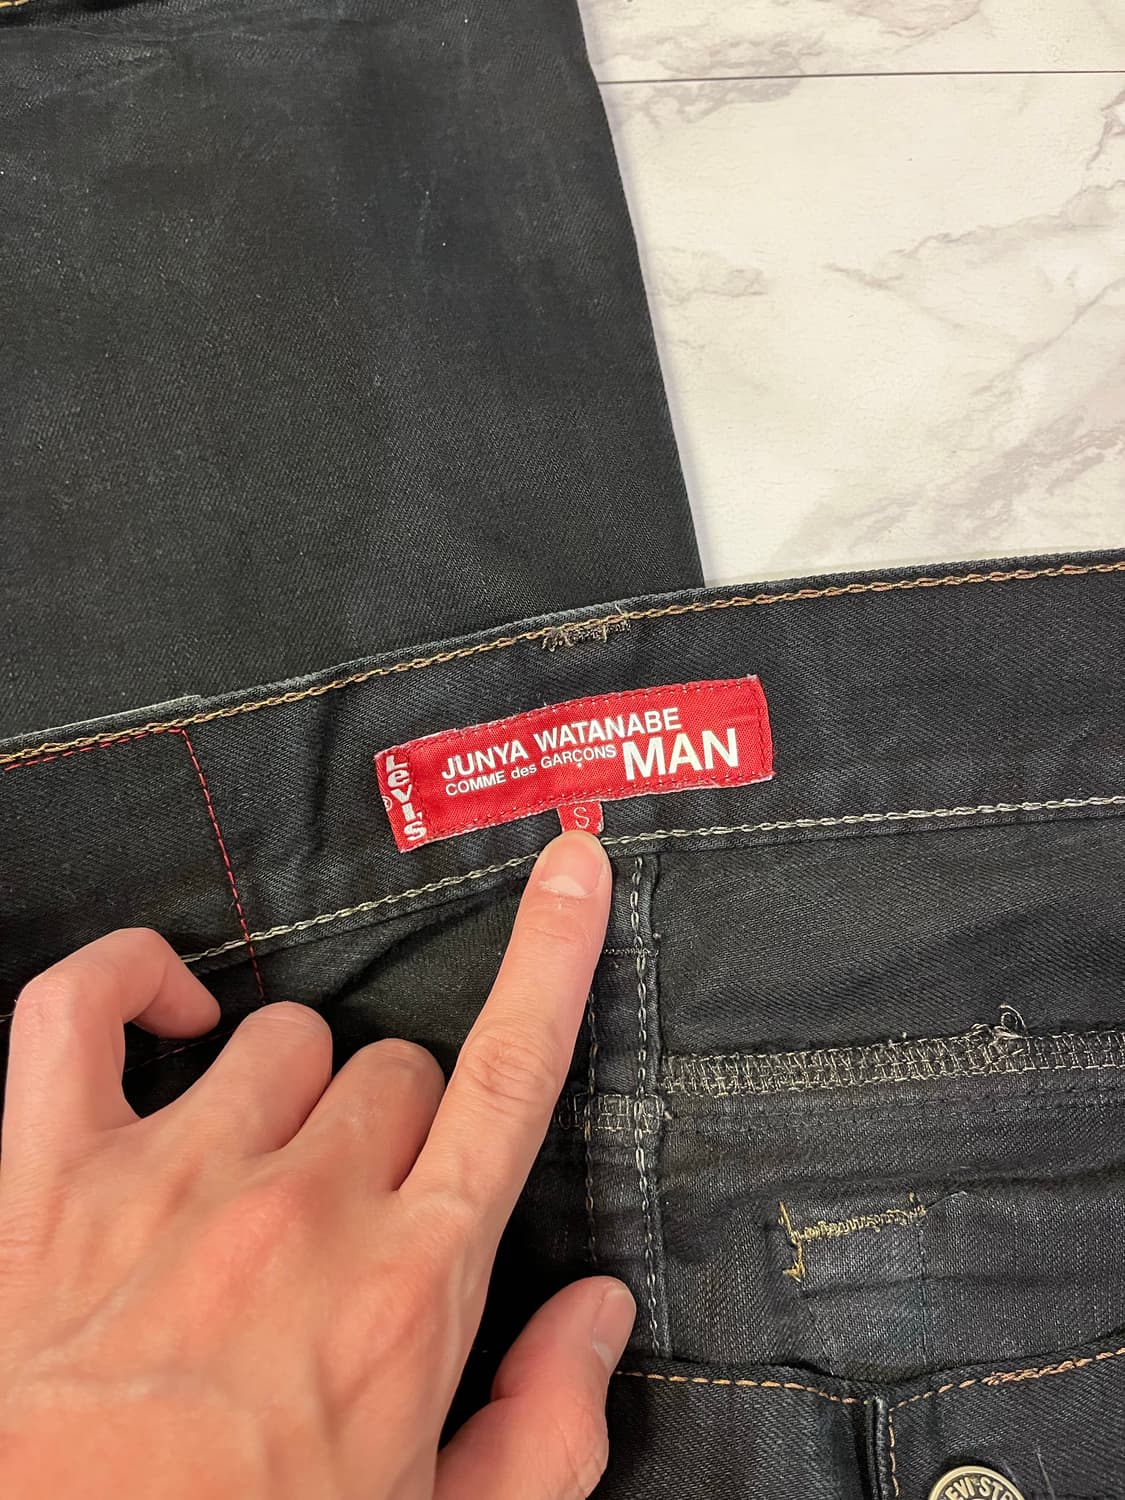 Levi's
®
JUNYA WATANABE
COMME des GARÇONS MAN
S